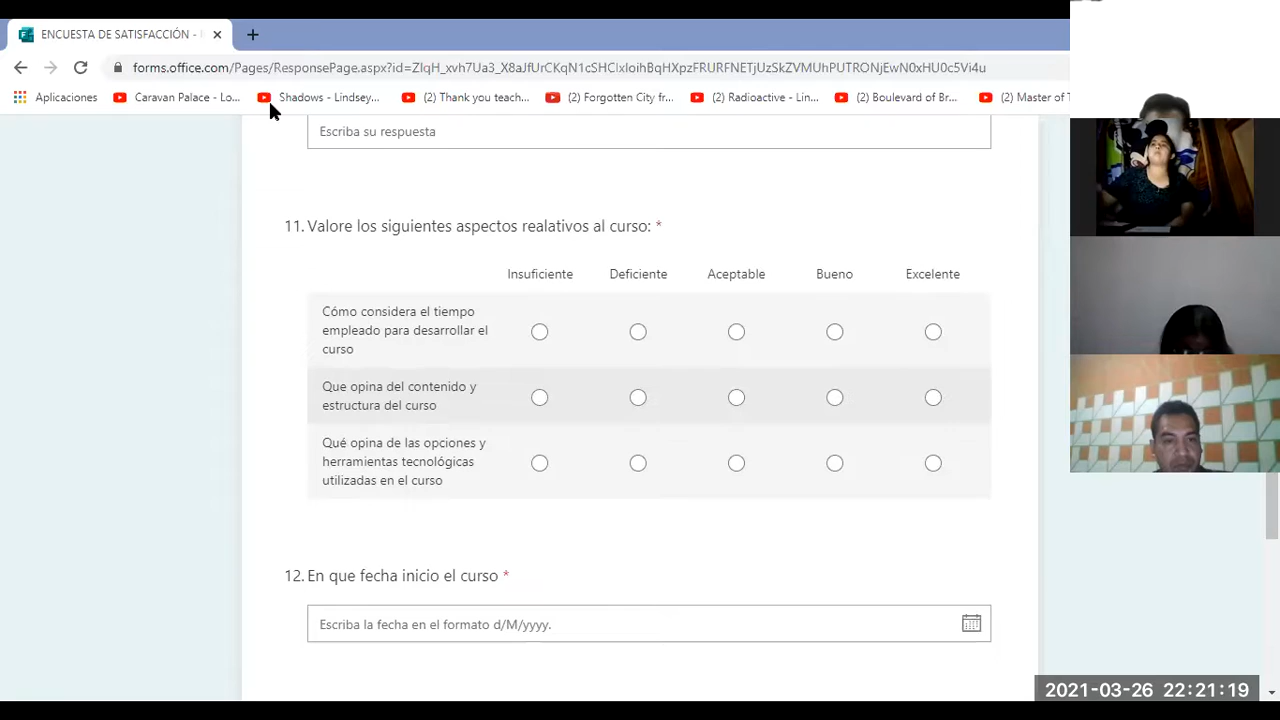 ENCUESTA DE SATISFACCIÓN -
forms.office.com/Pages/ResponsePage.aspx?id=ZIqH_xvh7Ua3_X8aJfUrCKqN1cSHClxIoihBqHXpzFRURFNETjUzSkZVMUhPUTRONjEwN0xHU0c5Vi4u
Aplicaciones Caravan Palace - Lo... Shadows - Lindsey... (2) Thank you teach... (2) Forgotten City fr... (2) Radioactive - Lin... (2) Boulevard of Br... (2) Master of
Escriba su respuesta
11. Valore los siguientes aspectos realativos al curso: *
Insuficiente Deficiente Aceptable Bueno Excelente
Cómo considera el tiempo
empleado para desarrollar el
curso
Que opina del contenido y
estructura del curso
Qué opina de las opciones y
herramientas tecnológicas
utilizadas en el curso
12. En que fecha inicio el curso *
Escriba la fecha en el formato d/M/yyyy.
2021-03-26 22:21:19